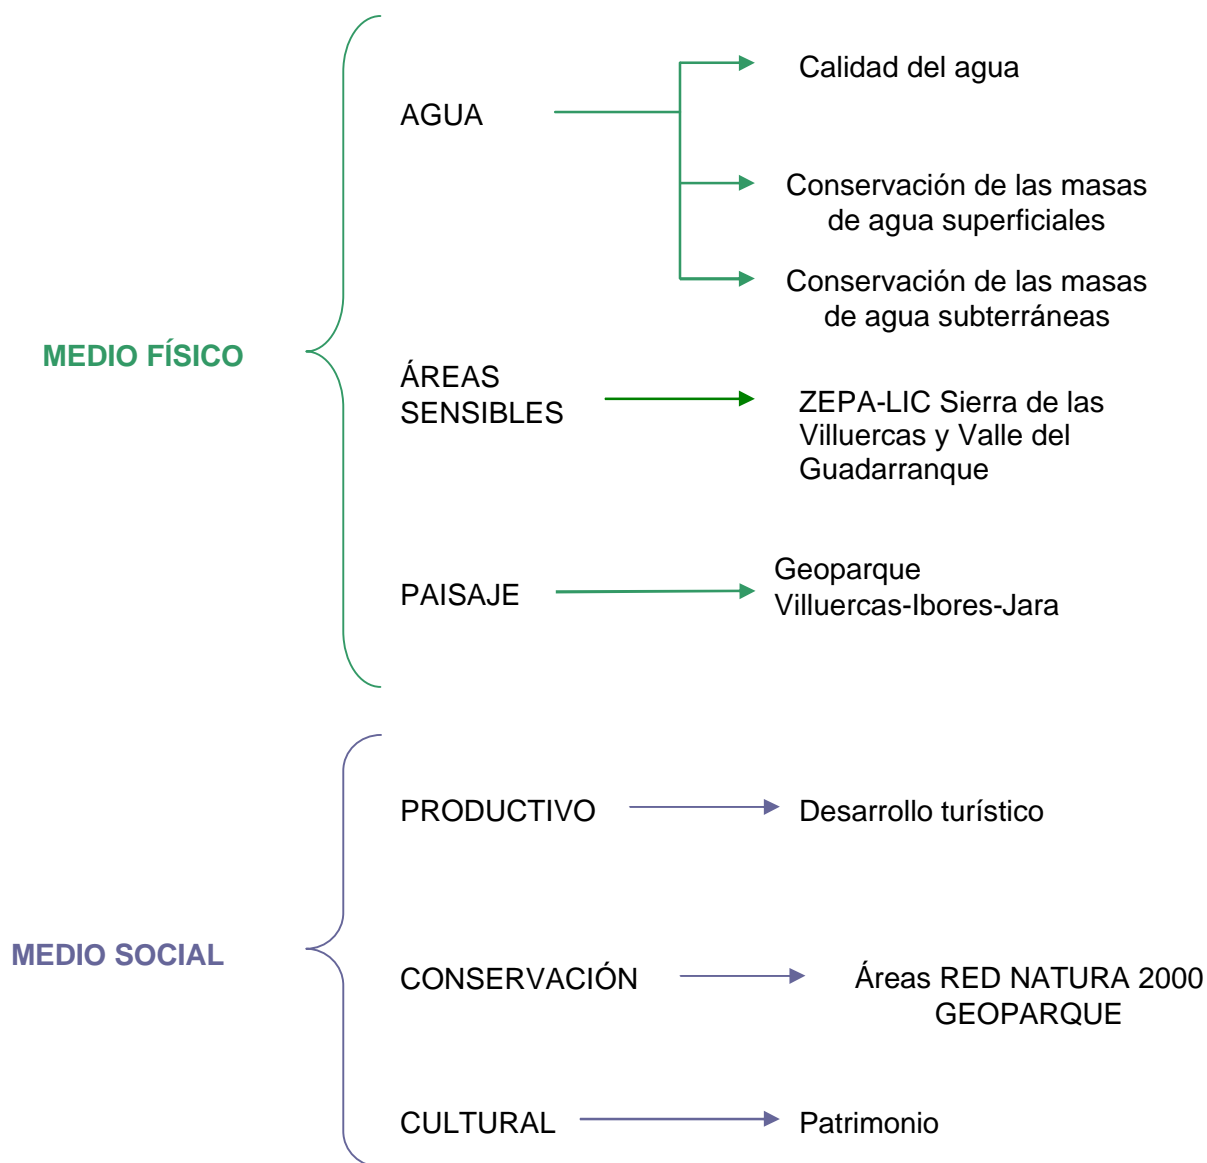 MEDIO FÍSICO
AGUA
Calidad del agua
Conservación de las masas
de agua superficiales
Conservación de las masas
de agua subterráneas
ÁREAS
SENSIBLES
ZEPA-LIC Sierra de las
Villuercas y Valle del
Guadarranque
PAISAJE
Geoparque
Villuercas-Ibores-Jara
MEDIO SOCIAL
PRODUCTIVO
Desarrollo turístico
CONSERVACIÓN
Áreas RED NATURA 2000
GEOPARQUE
CULTURAL
Patrimonio